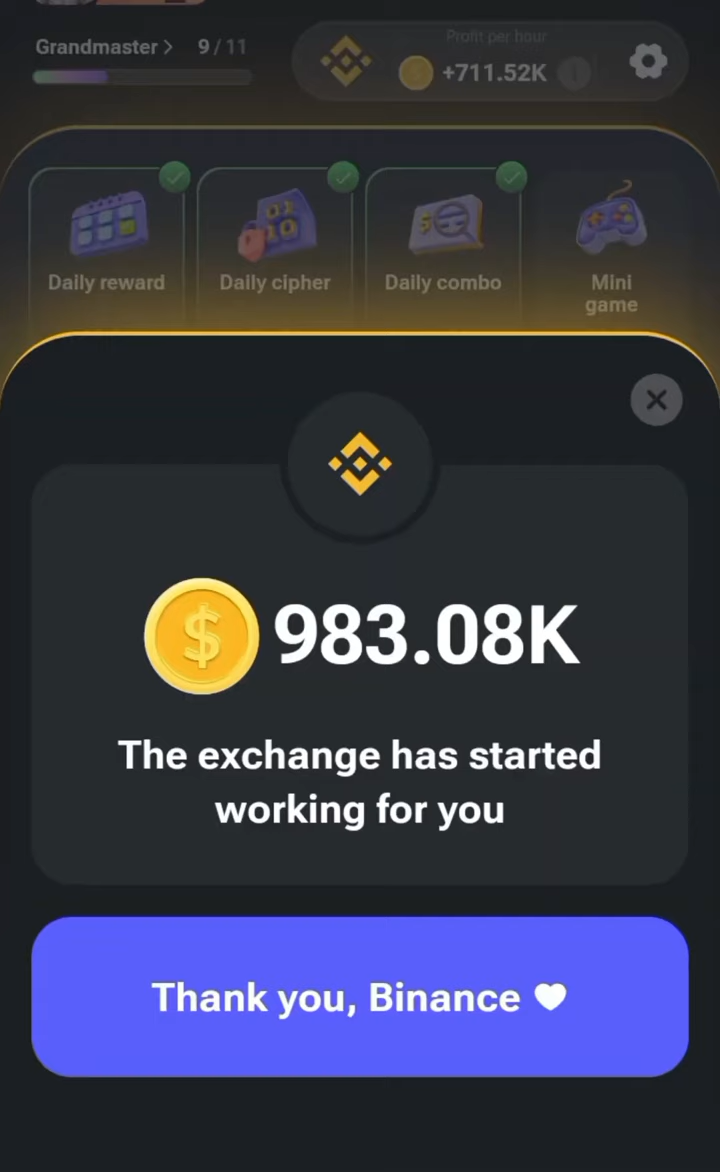 Profit per hour
Grandmaster > 9 / 11
+711.52K
Daily reward
Daily cipher
Daily combo
Mini
game
983.08K
The exchange has started
working for you
Thank you, Binance